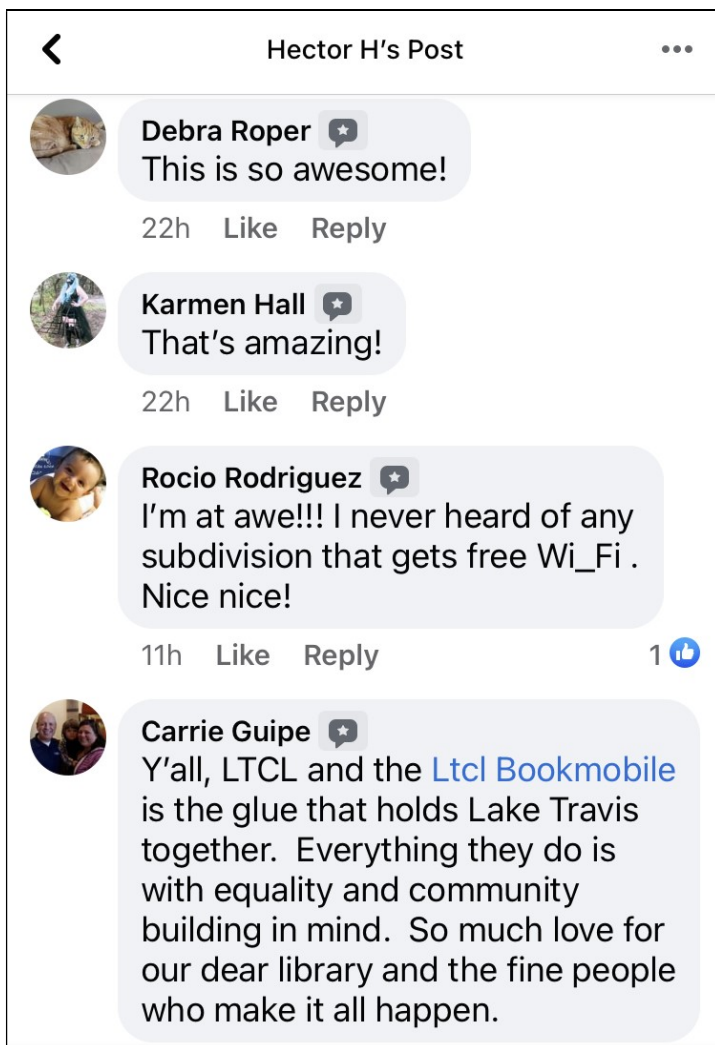 Hector H's Post
Debra Roper
This is so awesome!
22h Like Reply
Karmen Hall
That's amazing!
22h Like Reply
Rocio Rodriguez
I'm at awe!!! I never heard of any
subdivision that gets free Wi_Fi .
Nice nice!
11h Like Reply 1
Carrie Guipe
Y'all, LTCL and the Ltcl Bookmobile
is the glue that holds Lake Travis
together.  Everything they do is
with equality and community
building in mind.  So much love for
our dear library and the fine people
who make it all happen.